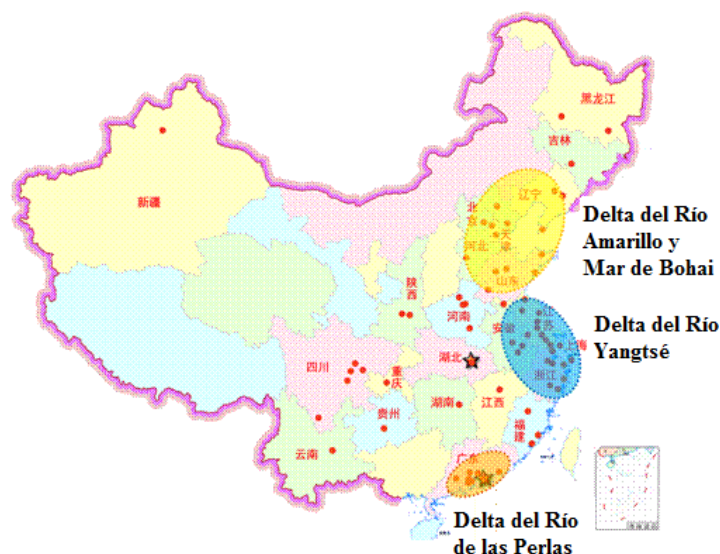 黑龙江
吉林
新疆
辽宁
北
京
天
津
河北
山东
Delta del Río
Amarillo y
Mar de Bohai
陕
西
河南
安徽
Delta del Río
Yangtsé
海
四川
重
庆
湖北
浙江
贵州
湖南
江西
福
建
云南
广东
Delta del Río
de las Perlas